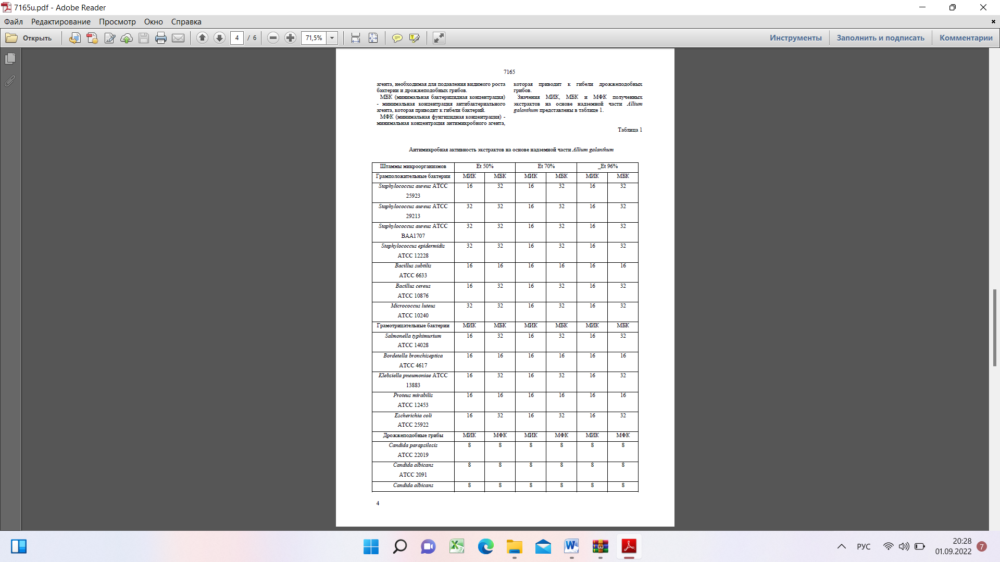 7165u.pdf - Adobe Reader
Файл Редактирование Просмотр Окно Справка
Открыть 4 / 6 71,5% Инструменты Заполнить и подписать Комментарии
7165
агента, необходимая для подавления видимого роста
бактерии и дрожжеподобных грибов.
МБК (минимальная бактерицидная концентрация)
- минимальная концентрация антибактериального
агента, которая приводит к гибели бактерий.
МФК (минимальная фунгицидная концентрация) -
минимальная концентрация антимикробного агента,
которая приводит к гибели дрожжеподобных
грибов.
Значения МИК, МБК и МФК полученных
экстрактов на основе надземной части Allium
galanthum представлены в таблице 1.
Таблица 1
Антимикробная активность экстрактов на основе надземной части Allium galanthum
Штаммы микроорганизмов Et 50% Et 70% _Et 96%
Грамположительные бактерии МИК МБК МИК МБК МИК МБК
Staphylococcus aureus ATCC 16 32 16 32 16 32
25923
Staphylococcus aureus ATCC 32 32 16 32 16 32
29213
Staphylococcus aureus ATCC 32 32 16 32 16 32
BAA1707
Staphylococcus epidermidis 32 32 16 32 16 32
ATCC 12228
Bacillus subtilis 16 16 16 16 16 16
ATCC 6633
Bacillus cereus 16 32 16 32 16 32
ATCC 10876
Micrococcus luteus 32 32 16 32 16 32
ATCC 10240
Грамотрицательные бактерии МИК МБК МИК МБК МИК МБК
Salmonella typhimurium 16 32 16 32 16 32
ATCC 14028
Bordetella bronchiseptica 16 16 16 16 16 16
ATCC 4617
Klebsiella pneumoniae ATCC 16 32 16 32 16 32
13883
Proteus mirabilis 16 16 16 16 16 16
ATCC 12453
Escherichia coli 16 32 16 32 16 32
ATCC 25922
Дрожжеподобные грибы МИК МФК МИК МФК МИК МФК
Candida parapsilosis 8 8 8 8 8 8
ATCC 22019
Candida albicans 8 8 8 8 8 8
ATCC 2091
Candida albicans 8 8 8 8 8 8
4
РУС
20:28
01.09.2022
7